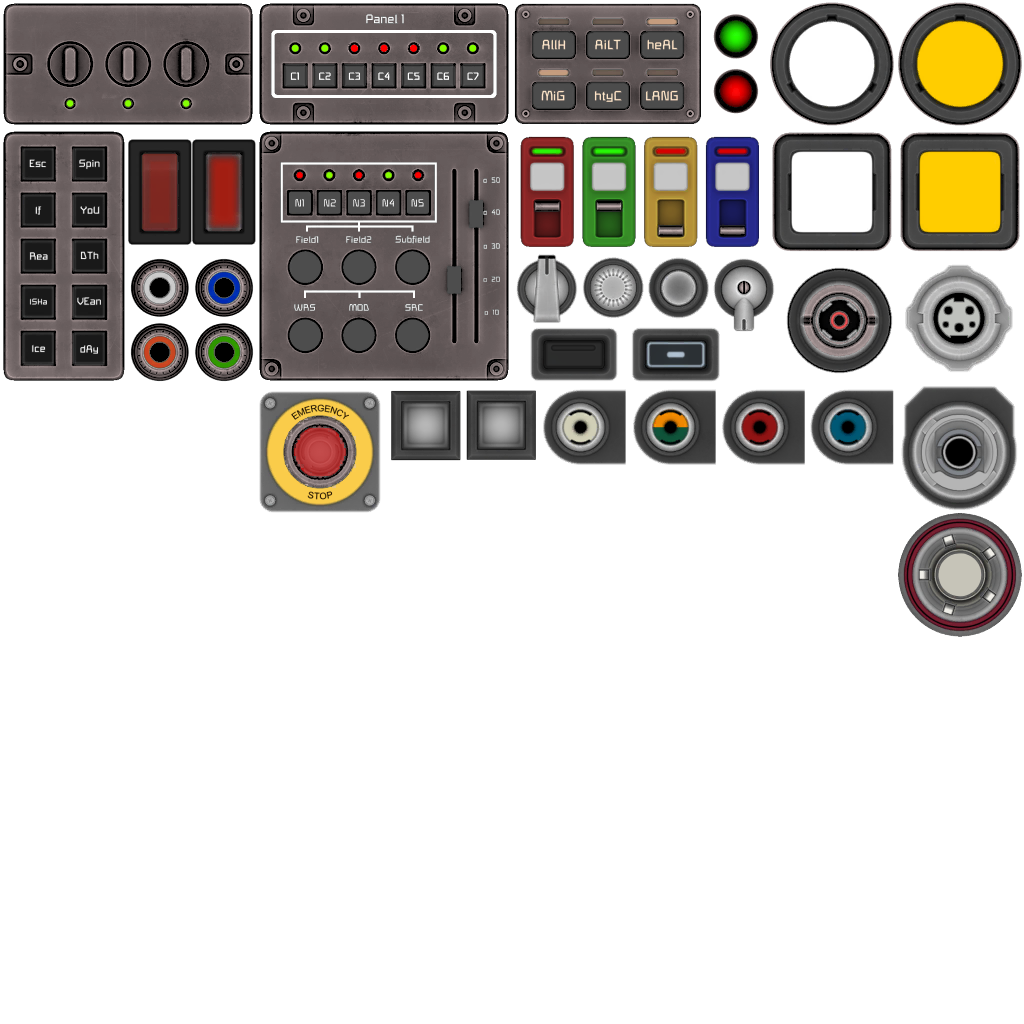 Panel 1
C1 C2 C3 C4 C5 C6 C7
AllH AiLT heAL
MiG htyC LANG
Esc Spin
If YoU
Rea DTh
ISHa VEan
Ice dAy
N1 N2 N3 N4 N5
Field1 Field2 Subfield
WRS MOD SRC
50
40
30
20
10
EMERGENCY
STOP